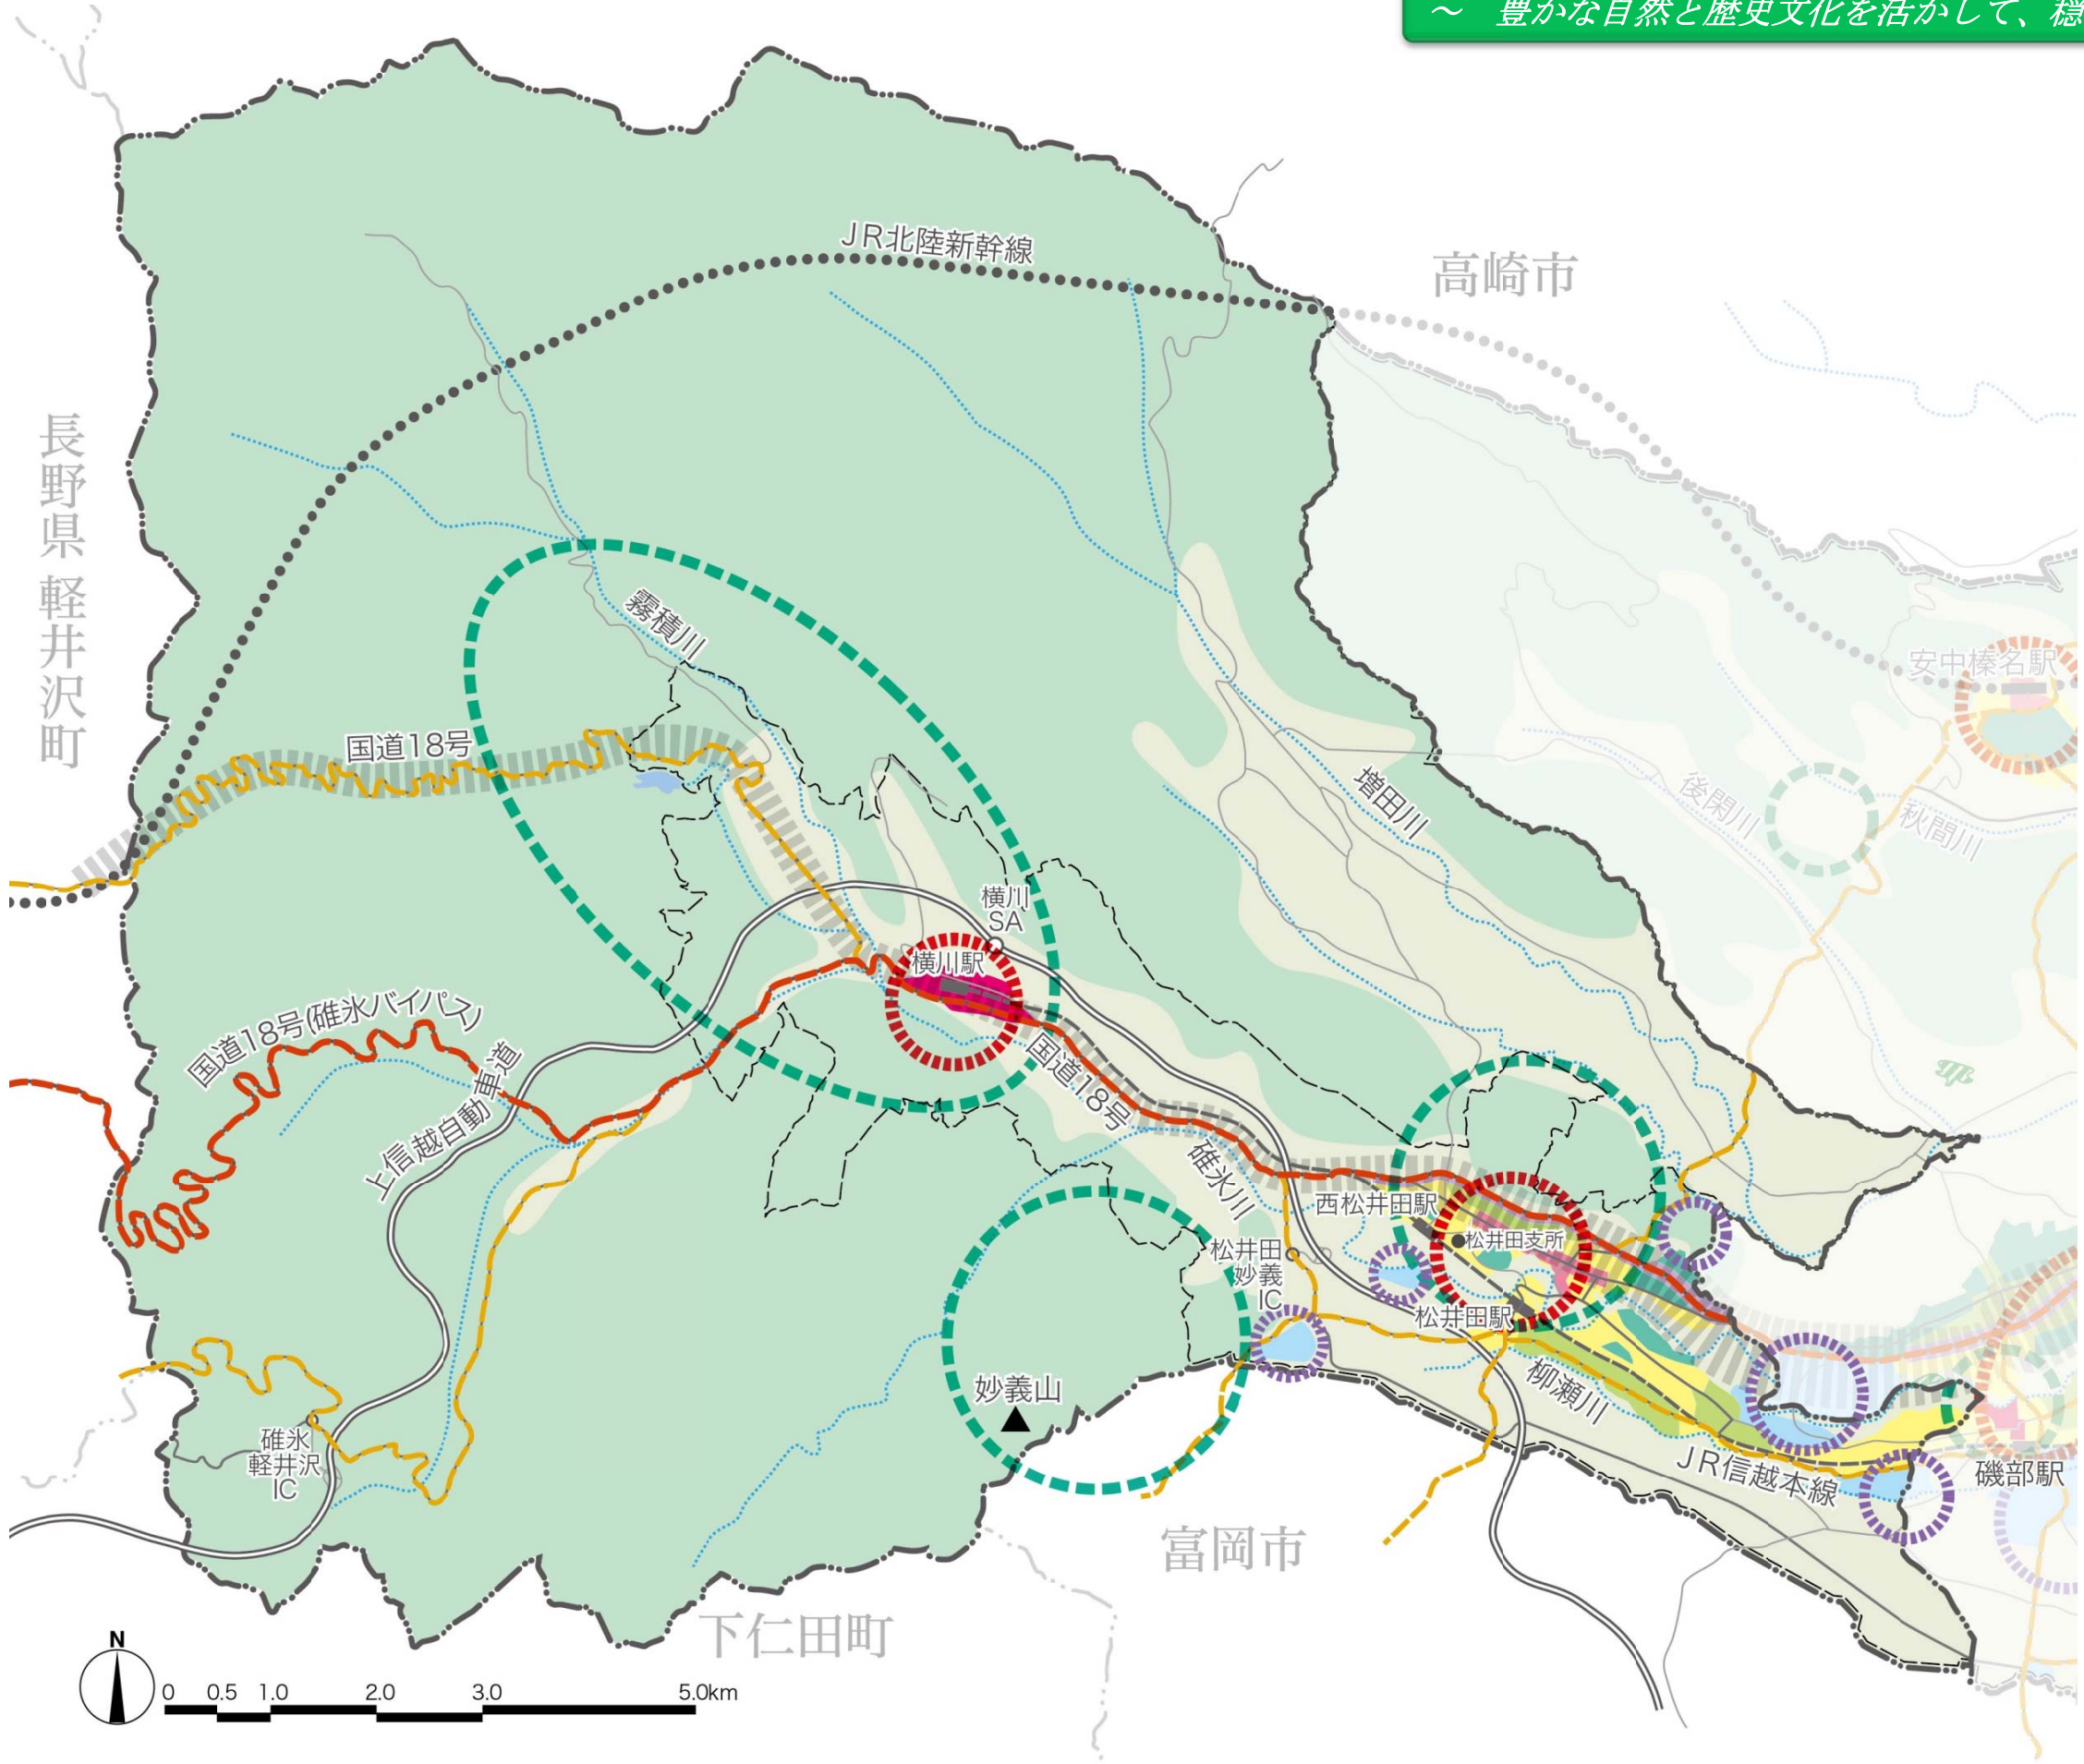 ～　豊かな自然と歴史文化を活かして、穏
JR北陸新幹線
高崎市
長野県 軽井沢町
霧積川
安中榛名駅
国道18号
増田川
後閑川
秋間川
横川
SA
横川駅
国道18号(碓氷バイパス)
上信越自動車道
国道18号
碓氷川
西松井田駅
松井田支所
松井田
妙義
IC
松井田駅
妙義山
柳瀬川
碓氷
軽井沢
IC
JR信越本線
磯部駅
富岡市
下仁田町
N
0 0.5 1.0 2.0 3.0 5.0km